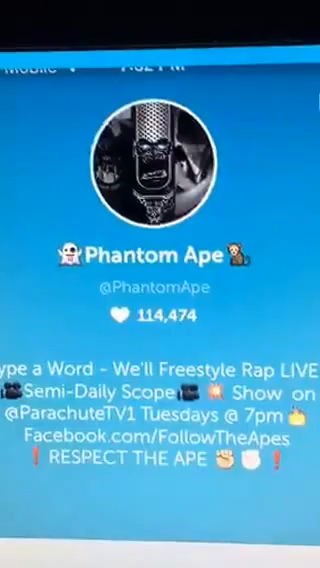 👻Phantom Ape🐒
@PhantomApe
114,474
ype a Word - We'll Freestyle Rap LIVE
🎥Semi-Daily Scope🎥 💥 Show on
@ParachuteTV1 Tuesdays @ 7pm
Facebook.com/FollowTheApes
❗RESPECT THE APE ✊ ✊ ❗